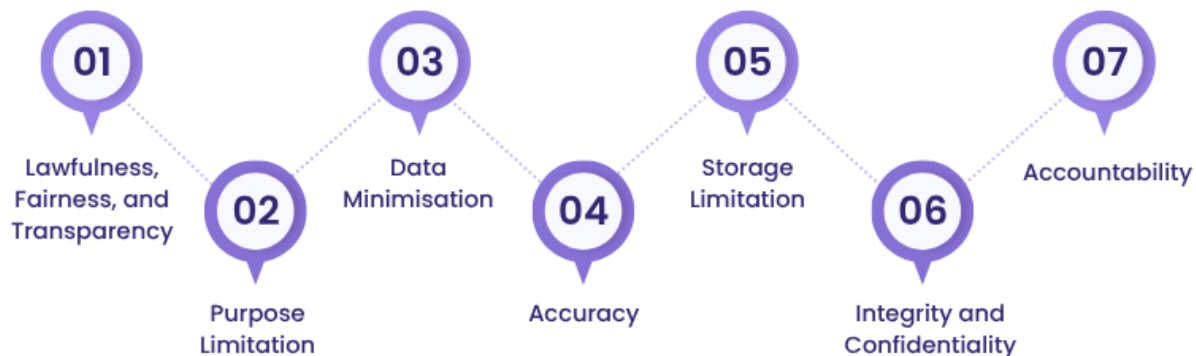 01
Lawfulness,
Fairness, and
Transparency
02
Purpose
Limitation
03
Data
Minimisation
04
Accuracy
05
Storage
Limitation
06
Integrity and
Confidentiality
07
Accountability